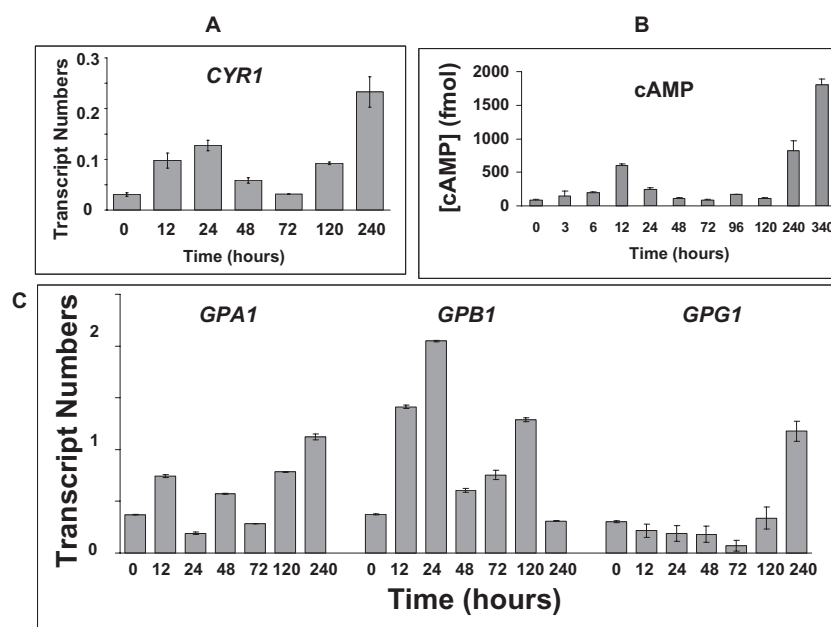 A
CYR1
Transcript Numbers
0.3
0.2
0.1
0
0 12 24 48 72 120 240
Time (hours)
B
cAMP
[cAMP] (fmol)
2000
1500
1000
500
0
0 3 6 12 24 48 72 96 120 240 340
Time (hours)
C
GPA1 GPB1 GPG1
Transcript Numbers
2
1
0
0 12 24 48 72 120 240 0 12 24 48 72 120 240 0 12 24 48 72 120 240
Time (hours)